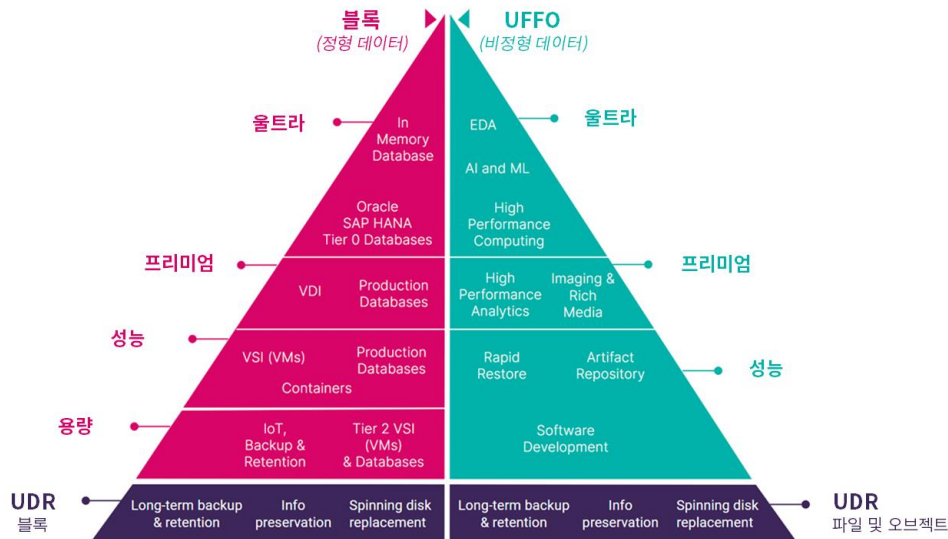 블록
(정형 데이터)
UFFO
(비정형 데이터)
울트라
In
Memory
Database
Oracle
SAP HANA
Tier 0 Databases
EDA
AI and ML
High
Performance
Computing
울트라
프리미엄
VDI
Production
Databases
High
Performance
Analytics
Imaging &
Rich
Media
프리미엄
성능
VSI (VMs)
Production
Databases
Containers
Rapid
Restore
Artifact
Repository
Software
Development
성능
용량
IoT,
Backup &
Retention
Tier 2 VSI
(VMs)
& Databases
UDR
블록
Long-term backup
& retention
Info
preservation
Spinning disk
replacement
Long-term backup
& retention
Info
preservation
Spinning disk
replacement
UDR
파일 및 오브젝트